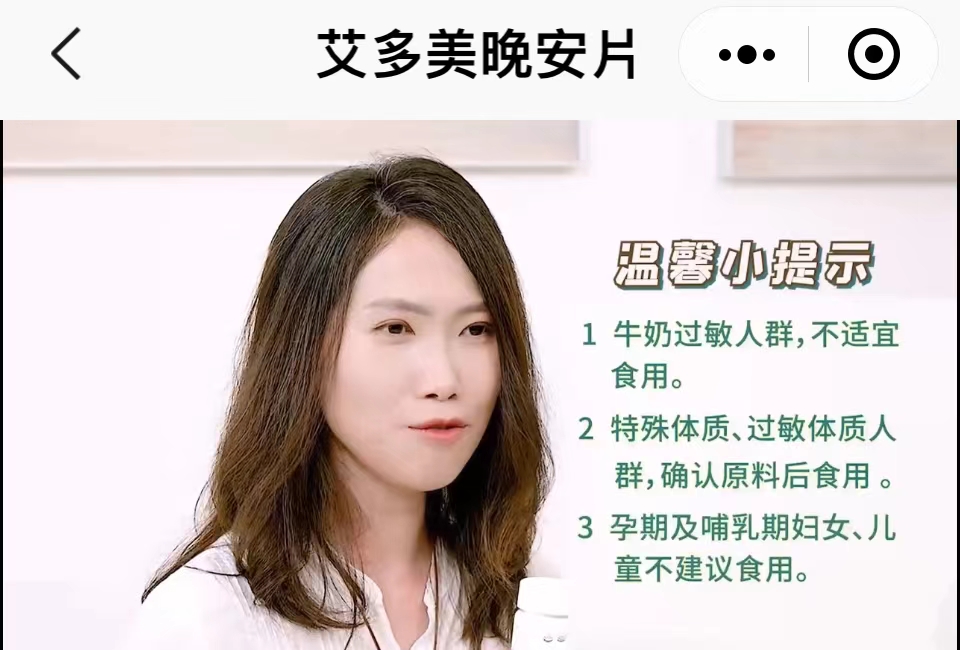 艾多美晚安片
温馨小提示
1 牛奶过敏人群，不适宜
食用。
2 特殊体质、过敏体质人
群，确认原料后食用。
3 孕期及哺乳期妇女、儿
童不建议食用。